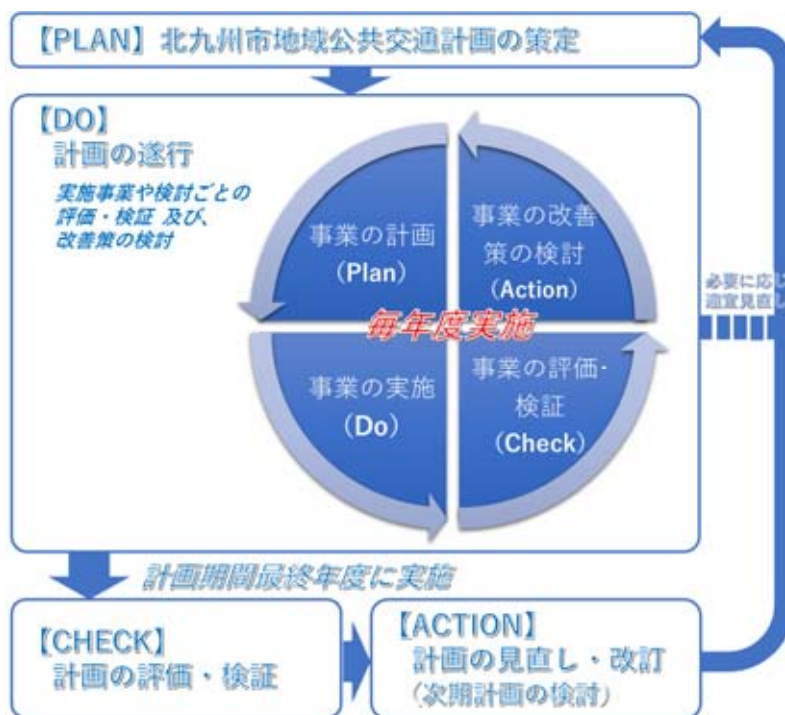 【PLAN】北九州市地域公共交通計画の策定
【DO】
計画の遂行
実施事業や検討ごとの
評価・検証 及び、
改善策の検討
事業の計画
（Plan）
事業の改善
策の検討
（Action）
毎年度実施
事業の実施
（Do）
事業の評価・
検証
（Check）
必要に応じ
適宜見直し
計画期間最終年度に実施
【CHECK】
計画の評価・検証
【ACTION】
計画の見直し・改訂
（次期計画の検討）